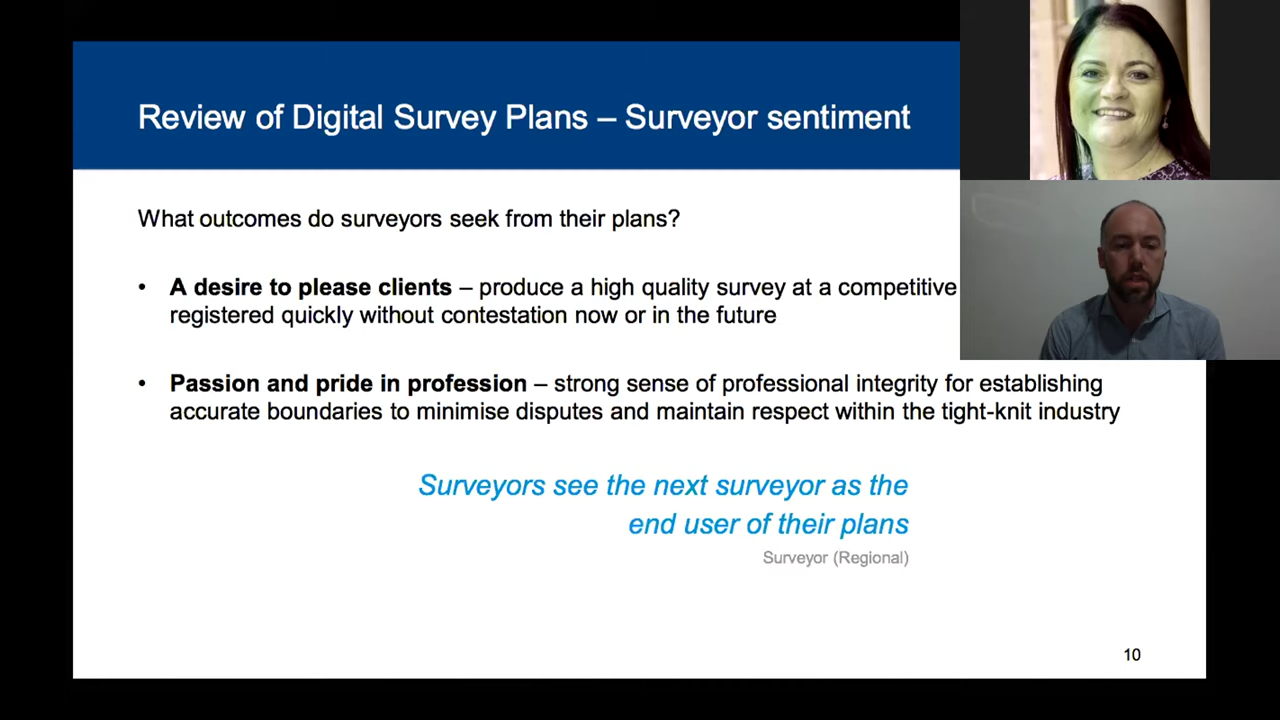 Review of Digital Survey Plans – Surveyor sentiment
What outcomes do surveyors seek from their plans?
• A desire to please clients – produce a high quality survey at a competitive
registered quickly without contestation now or in the future
• Passion and pride in profession – strong sense of professional integrity for establishing
accurate boundaries to minimise disputes and maintain respect within the tight-knit industry
Surveyors see the next surveyor as the
end user of their plans
Surveyor (Regional)
10